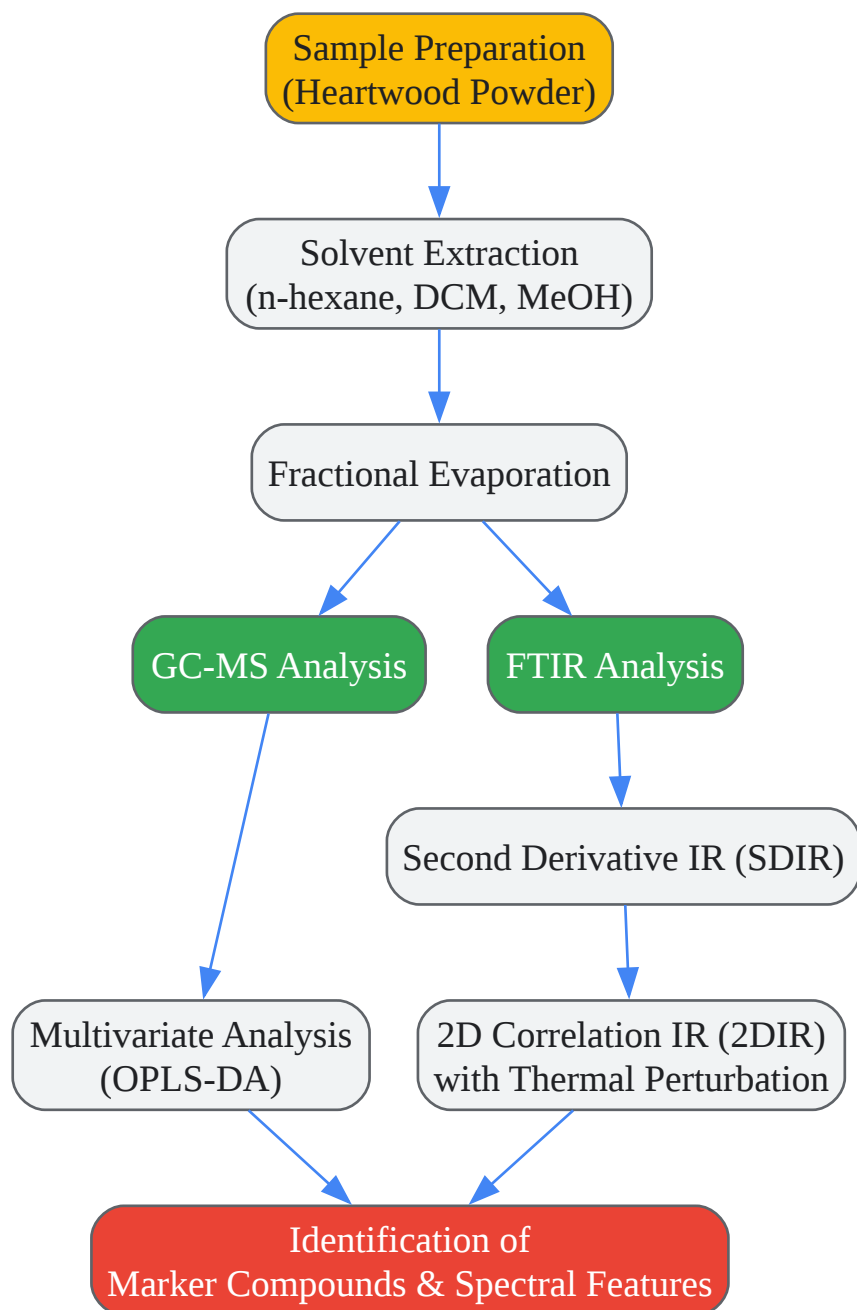 Sample Preparation
(Heartwood Powder)
Solvent Extraction
(n-hexane, DCM, MeOH)
Fractional Evaporation
GC-MS Analysis
FTIR Analysis
Second Derivative IR (SDIR)
Multivariate Analysis
(OPLS-DA)
2D Correlation IR (2DIR)
with Thermal Perturbation
Identification of
Marker Compounds & Spectral Features